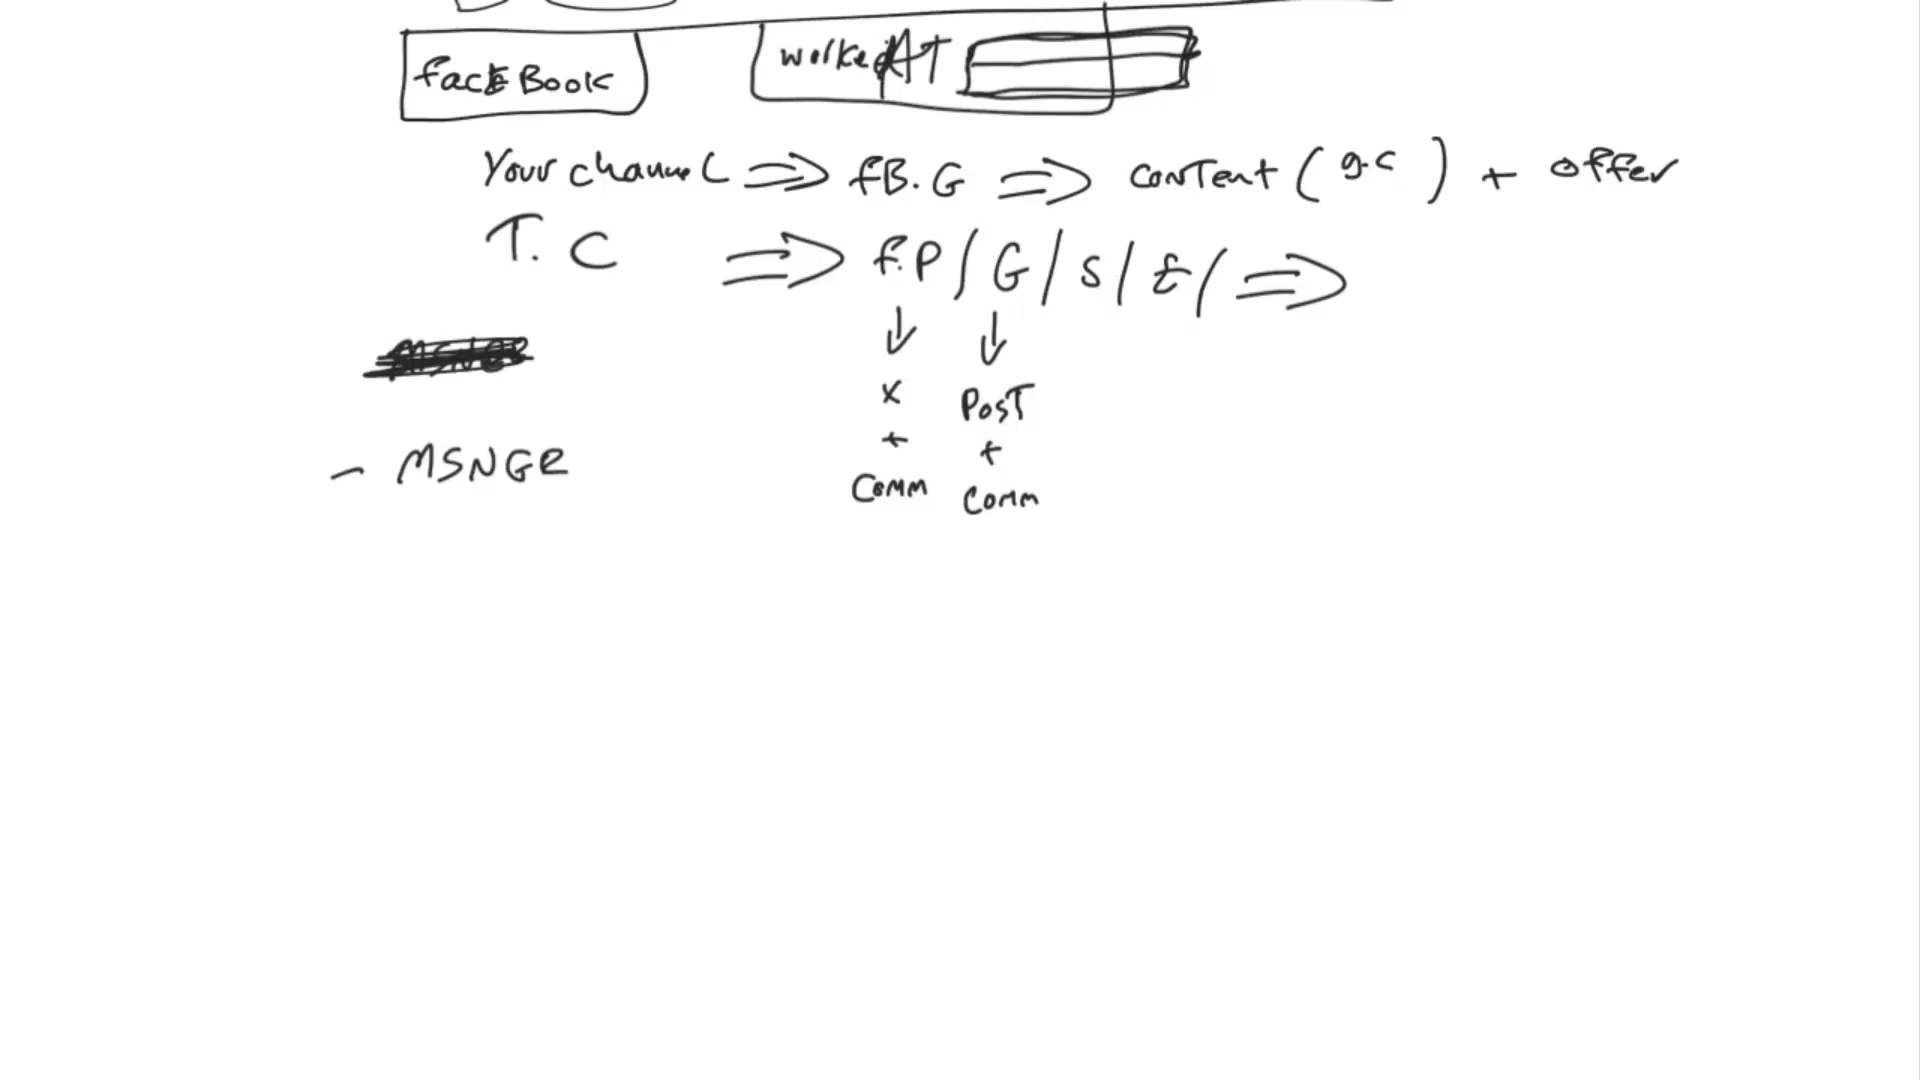 facebook workedAT
Your channel ⇒ fB.G ⇒ content (g.c) + offer
T. C ⇒ f.P / G / S / E / ⇒
↓ ↓
x PosT
+ +
Comm Comm
- MSNGR